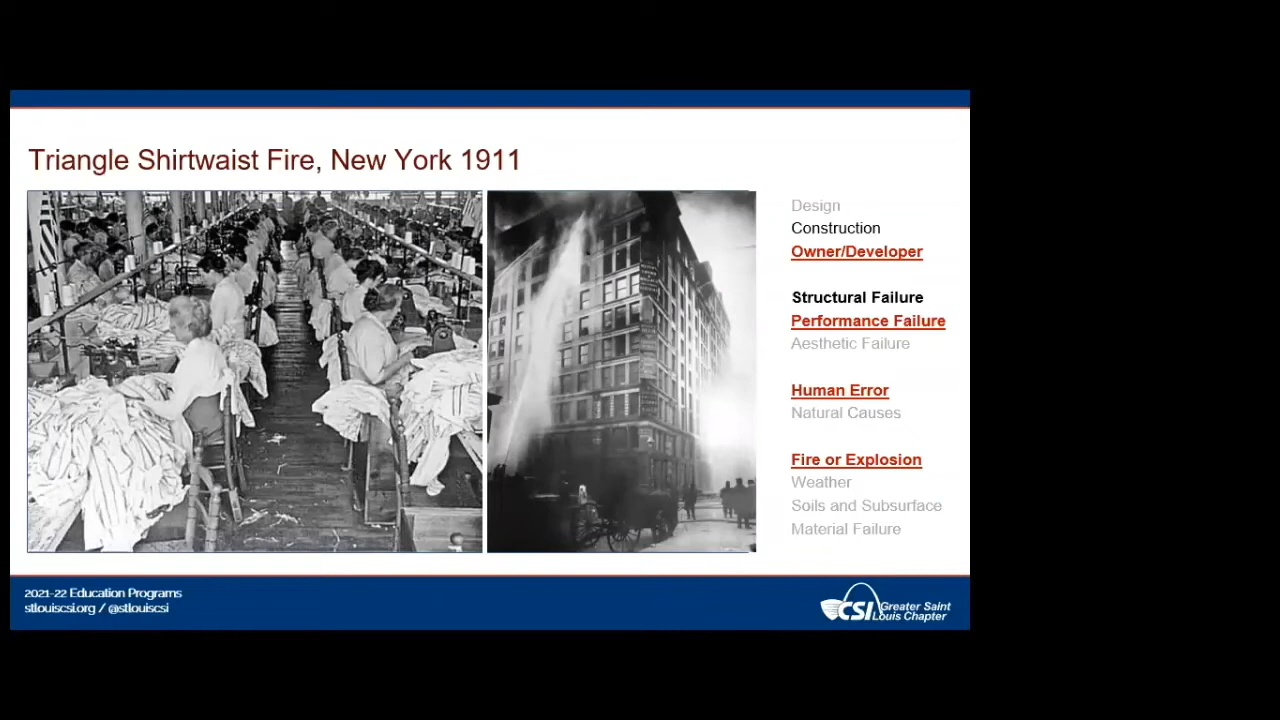 Triangle Shirtwaist Fire, New York 1911
Design
Construction
Owner/Developer
Structural Failure
Performance Failure
Aesthetic Failure
Human Error
Natural Causes
Fire or Explosion
Weather
Soils and Subsurface
Material Failure
2021-22 Education Programs
stlouiscsi.org / @stlouiscsi
CSI Greater Saint
Louis Chapter